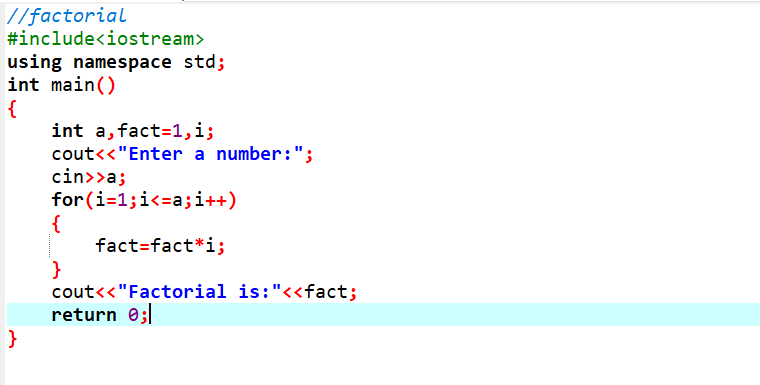 //factorial
#include<iostream>
using namespace std;
int main()
{
    int a,fact=1,i;
    cout<<"Enter a number:";
    cin>>a;
    for(i=1;i<=a;i++)
    {
        fact=fact*i;
    }
    cout<<"Factorial is:"<<fact;
    return 0;
}